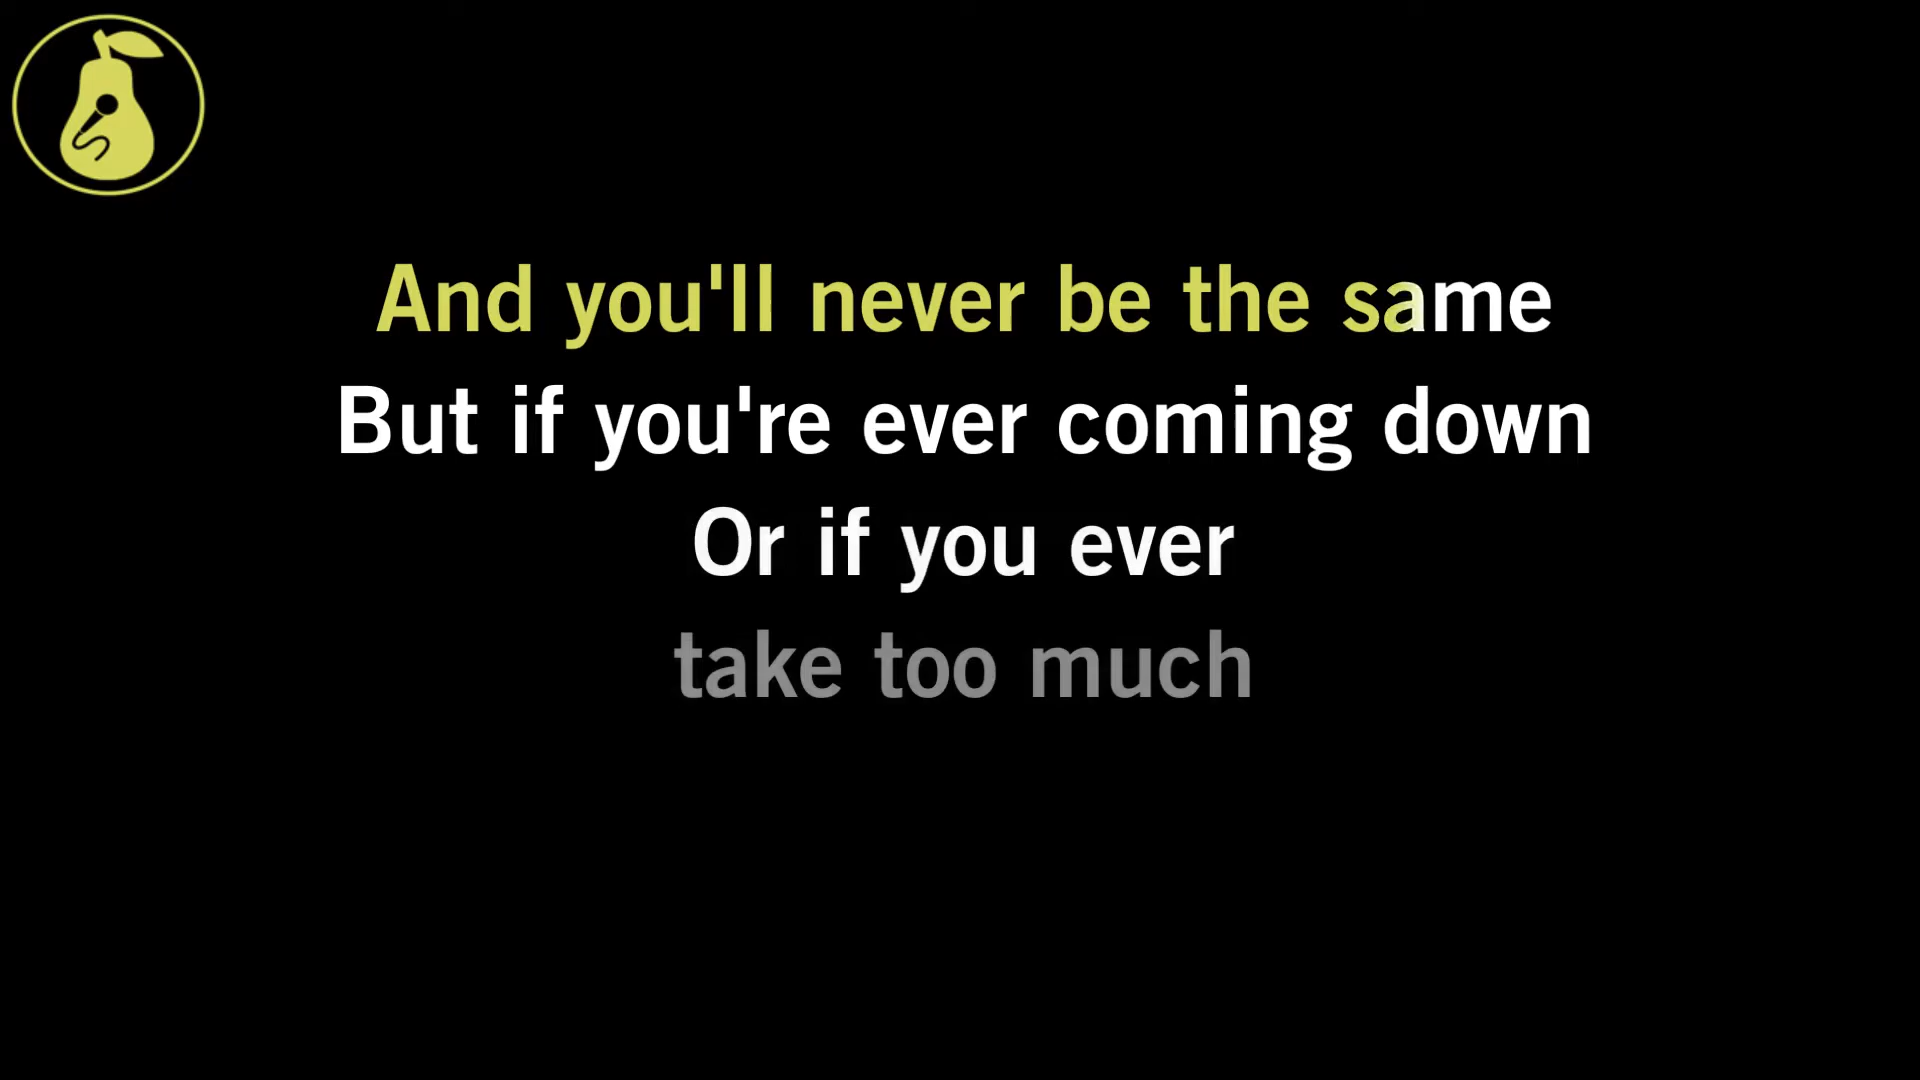 And you'll never be the same
But if you're ever coming down
Or if you ever
take too much